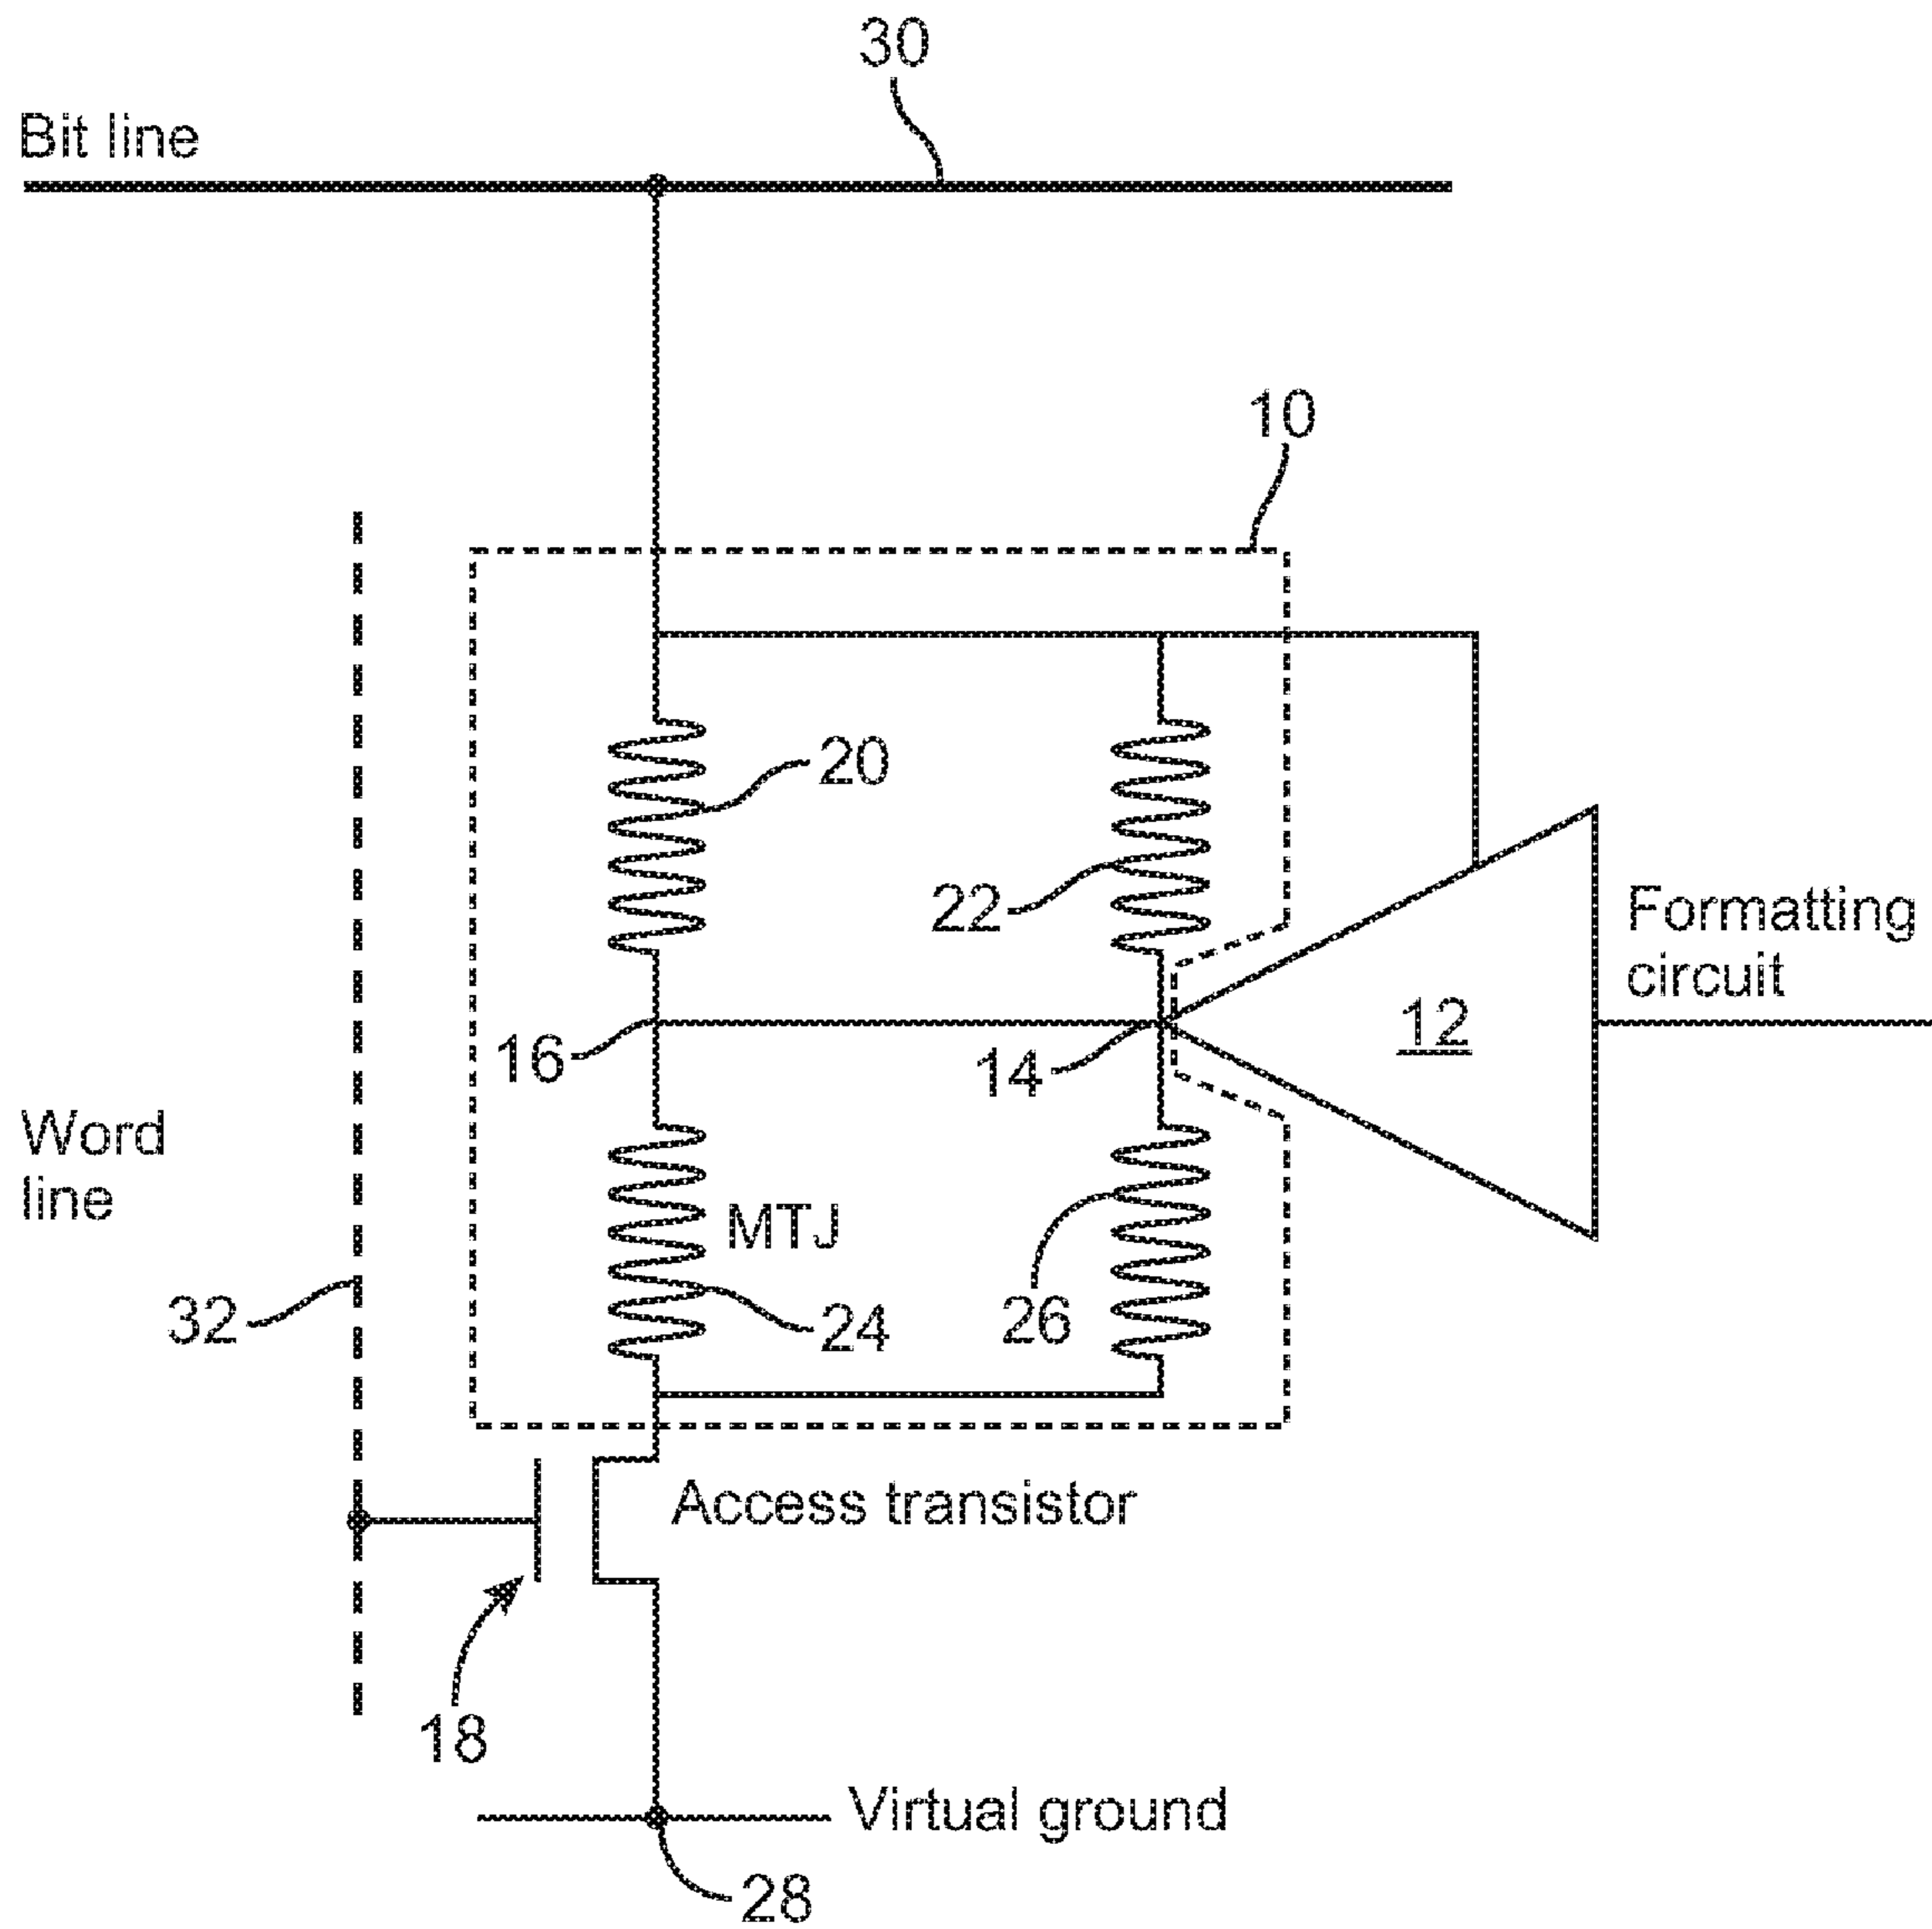 30
Bit line
10
20
22
Formatting
circuit
12
16
14
Word
line
MTJ
32
24
26
Access transistor
18
Virtual ground
28